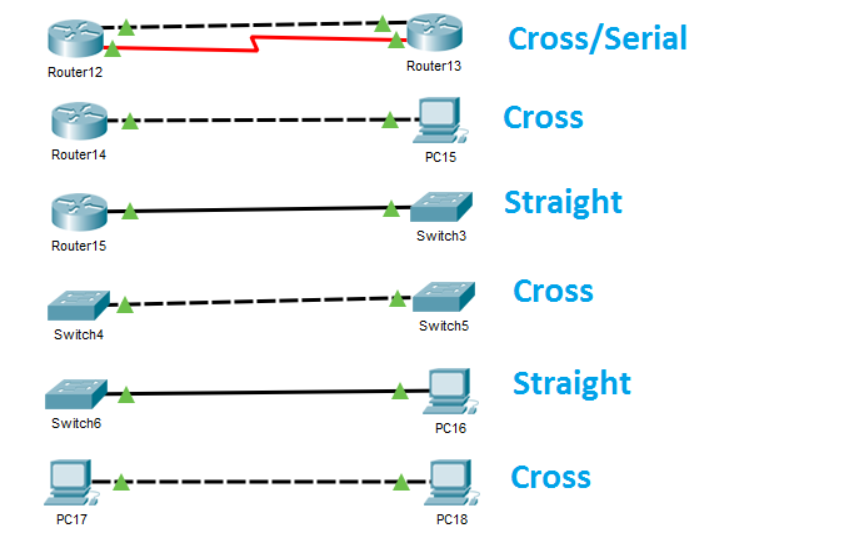 Cross/Serial
Router12
Router13
Cross
Router14
PC15
Straight
Router15
Switch3
Cross
Switch4
Switch5
Straight
Switch6
PC16
Cross
PC17
PC18